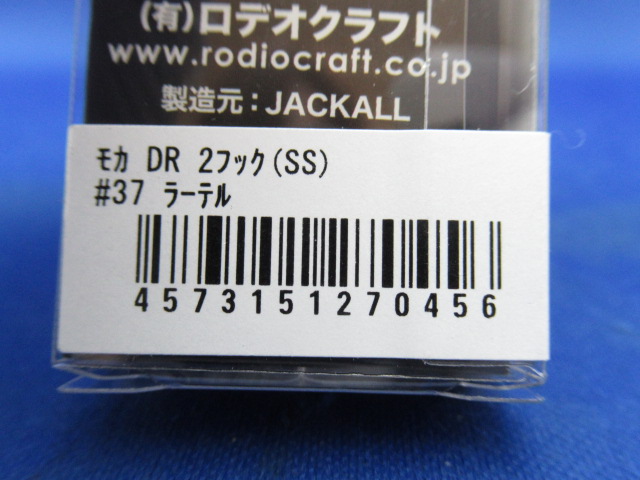 (有)ロデオクラフト
www.rodiocraft.co.jp
製造元：JACKALL
ﾓｶ DR 2ﾌｯｸ(SS)
#37 ﾗｰﾃﾙ
4573151270456